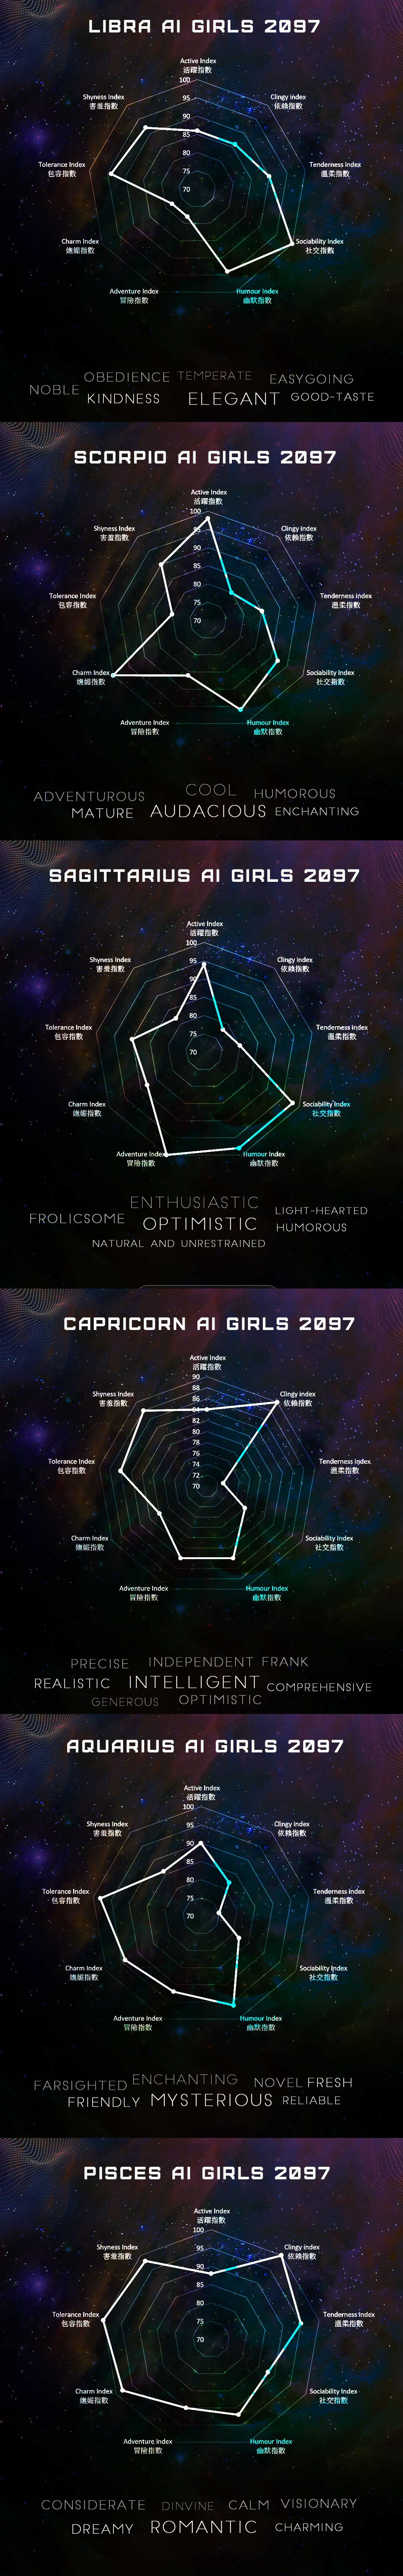 LIBRA AI GIRLS 2097
Active Index
活躍指數
100
95
90
85
80
75
70
Shyness Index
害羞指數
Clingy index
依賴指數
Tolerance Index
包容指數
Tenderness index
溫柔指數
Charm Index
嫵媚指數
Sociability Index
社交指數
Adventure Index
冒險指數
Humour Index
幽默指數
OBEDIENCE TEMPERATE EASYGOING
NOBLE KINDNESS ELEGANT GOOD-TASTE
SCORPIO AI GIRLS 2097
Active Index
活躍指數
100
95
90
85
80
75
70
Shyness Index
害羞指數
Clingy index
依賴指數
Tolerance Index
包容指數
Tenderness index
溫柔指數
Charm Index
嫵媚指數
Sociability Index
社交指數
Adventure Index
冒險指數
Humour Index
幽默指數
ADVENTUROUS COOL HUMOROUS
MATURE AUDACIOUS ENCHANTING
SAGITTARIUS AI GIRLS 2097
Active Index
活躍指數
100
95
90
85
80
75
70
Shyness Index
害羞指數
Clingy index
依賴指數
Tolerance Index
包容指數
Tenderness index
溫柔指數
Charm Index
嫵媚指數
Sociability Index
社交指數
Adventure Index
冒險指數
Humour Index
幽默指數
ENTHUSIASTIC LIGHT-HEARTED
FROLICSOME OPTIMISTIC HUMOROUS
NATURAL AND UNRESTRAINED
CAPRICORN AI GIRLS 2097
Active Index
活躍指數
90
88
86
84
82
80
78
76
74
72
70
Shyness Index
害羞指數
Clingy index
依賴指數
Tolerance Index
包容指數
Tenderness index
溫柔指數
Charm Index
嫵媚指數
Sociability Index
社交指數
Adventure Index
冒險指數
Humour Index
幽默指數
PRECISE INDEPENDENT FRANK
REALISTIC INTELLIGENT COMPREHENSIVE
GENEROUS OPTIMISTIC
AQUARIUS AI GIRLS 2097
Active Index
活躍指數
100
95
90
85
80
75
70
Shyness Index
害羞指數
Clingy index
依賴指數
Tolerance Index
包容指數
Tenderness index
溫柔指數
Charm Index
嫵媚指數
Sociability Index
社交指數
Adventure Index
冒險指數
Humour Index
幽默指數
FARSIGHTED ENCHANTING NOVEL FRESH
FRIENDLY MYSTERIOUS RELIABLE
PISCES AI GIRLS 2097
Active Index
活躍指數
100
95
90
85
80
75
70
Shyness Index
害羞指數
Clingy index
依賴指數
Tolerance Index
包容指數
Tenderness index
溫柔指數
Charm Index
嫵媚指數
Sociability Index
社交指數
Adventure Index
冒險指數
Humour Index
幽默指數
CONSIDERATE DINVINE CALM VISIONARY
DREAMY ROMANTIC CHARMING